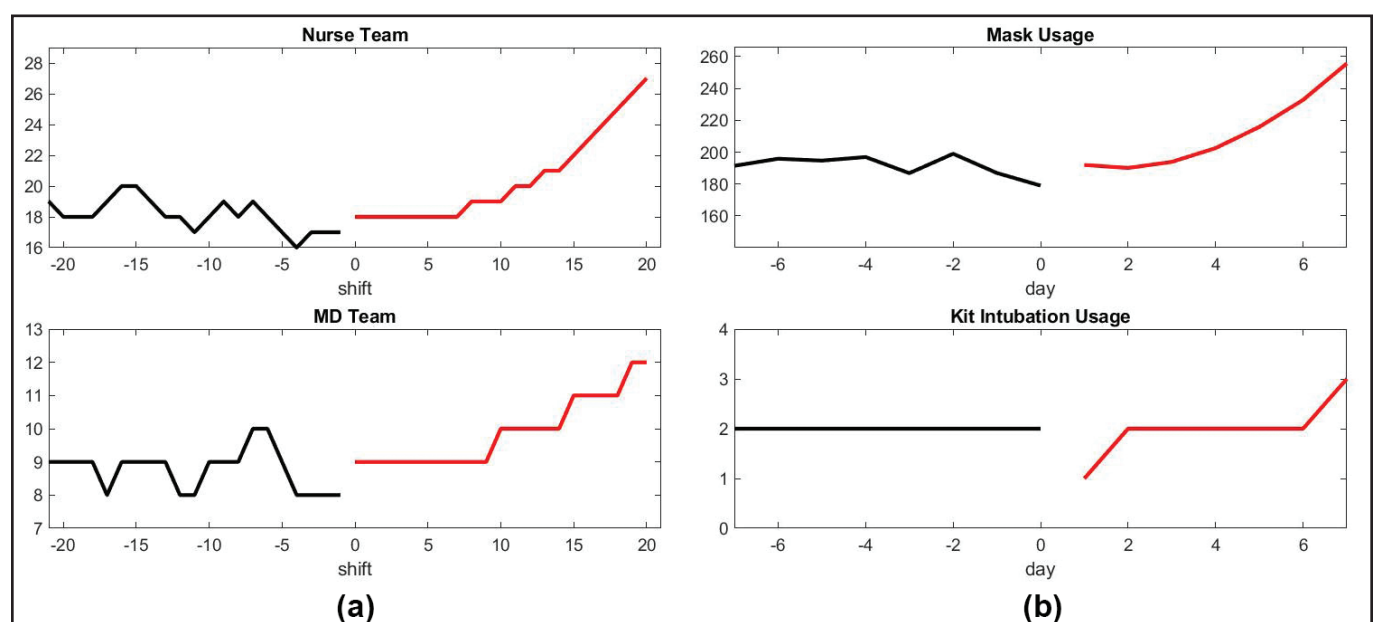 Nurse Team
28
26
24
22
20
18
16
-20 -15 -10 -5 0 5 10 15 20
shift
MD Team
13
12
11
10
9
8
7
-20 -15 -10 -5 0 5 10 15 20
shift
(a)
Mask Usage
260
240
220
200
180
160
-6 -4 -2 0 2 4 6
day
Kit Intubation Usage
4
3
2
1
0
-6 -4 -2 0 2 4 6
day
(b)